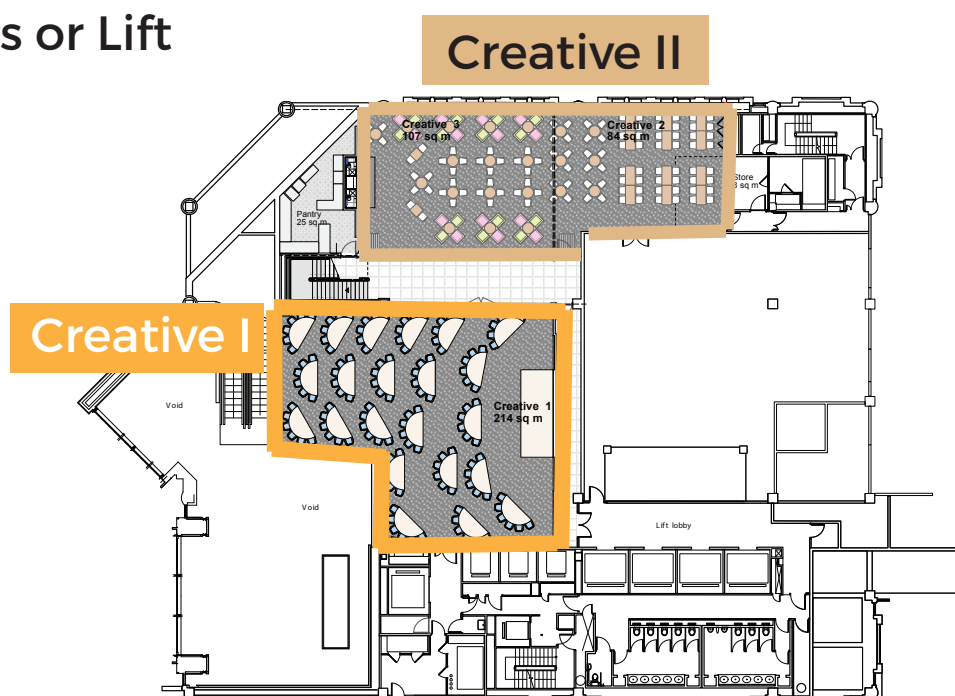 s or Lift
Creative II
Creative 3
107 sq m
Creative 2
84 sq m
Store
sq m
Pantry
25 sq m
Creative I
Creative 1
214 sq m
Void
Void
Lift lobby